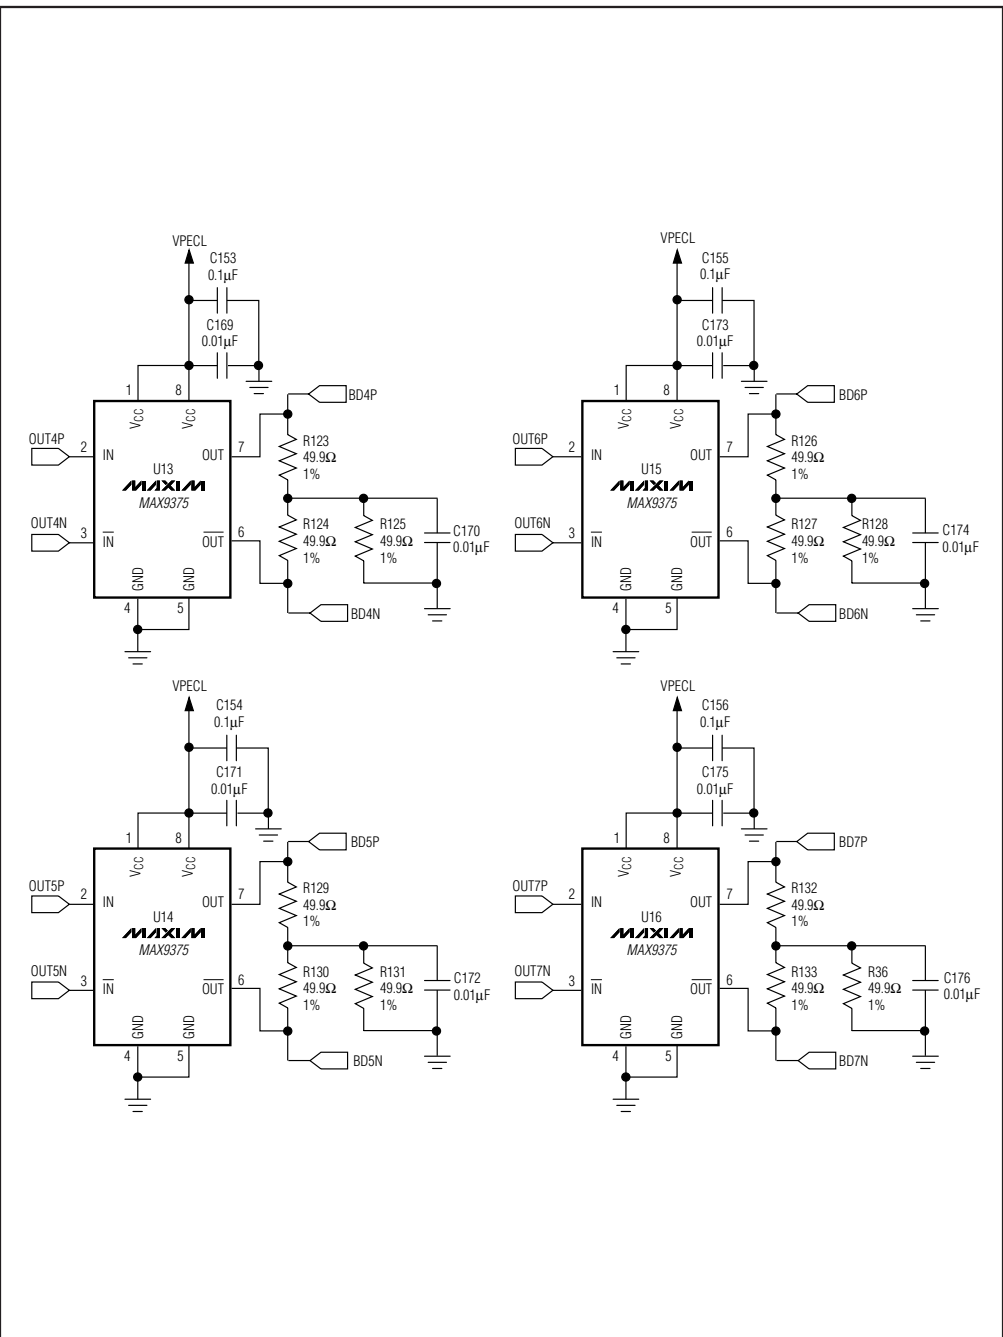 VPECL
C153
0.1µF
C169
0.01µF
1
8
VCC
VCC
BD4P
OUT4P
2
IN
OUT
7
R123
49.9Ω
1%
U13
MAXIM
MAX9375
OUT4N
3
IN
OUT
6
R124
49.9Ω
1%
R125
49.9Ω
1%
C170
0.01µF
GND
GND
4
5
BD4N
VPECL
C155
0.1µF
C173
0.01µF
1
8
VCC
VCC
BD6P
OUT6P
2
IN
OUT
7
R126
49.9Ω
1%
U15
MAXIM
MAX9375
OUT6N
3
IN
OUT
6
R127
49.9Ω
1%
R128
49.9Ω
1%
C174
0.01µF
GND
GND
4
5
BD6N
VPECL
C154
0.1µF
C171
0.01µF
1
8
VCC
VCC
BD5P
OUT5P
2
IN
OUT
7
R129
49.9Ω
1%
U14
MAXIM
MAX9375
OUT5N
3
IN
OUT
6
R130
49.9Ω
1%
R131
49.9Ω
1%
C172
0.01µF
GND
GND
4
5
BD5N
VPECL
C156
0.1µF
C175
0.01µF
1
8
VCC
VCC
BD7P
OUT7P
2
IN
OUT
7
R132
49.9Ω
1%
U16
MAXIM
MAX9375
OUT7N
3
IN
OUT
6
R133
49.9Ω
1%
R36
49.9Ω
1%
C176
0.01µF
GND
GND
4
5
BD7N